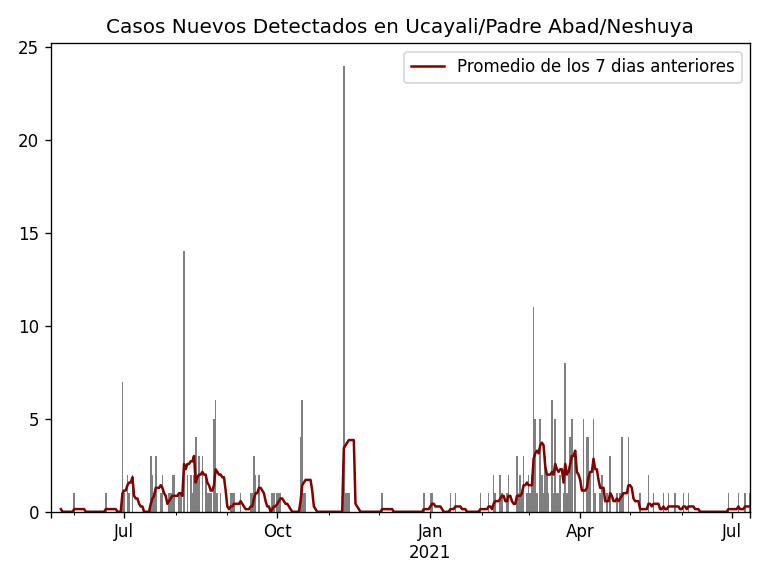 Casos Nuevos Detectados en Ucayali/Padre Abad/Neshuya
Promedio de los 7 dias anteriores
25
20
15
10
5
0
Jul
Oct
Jan
2021
Apr
Jul